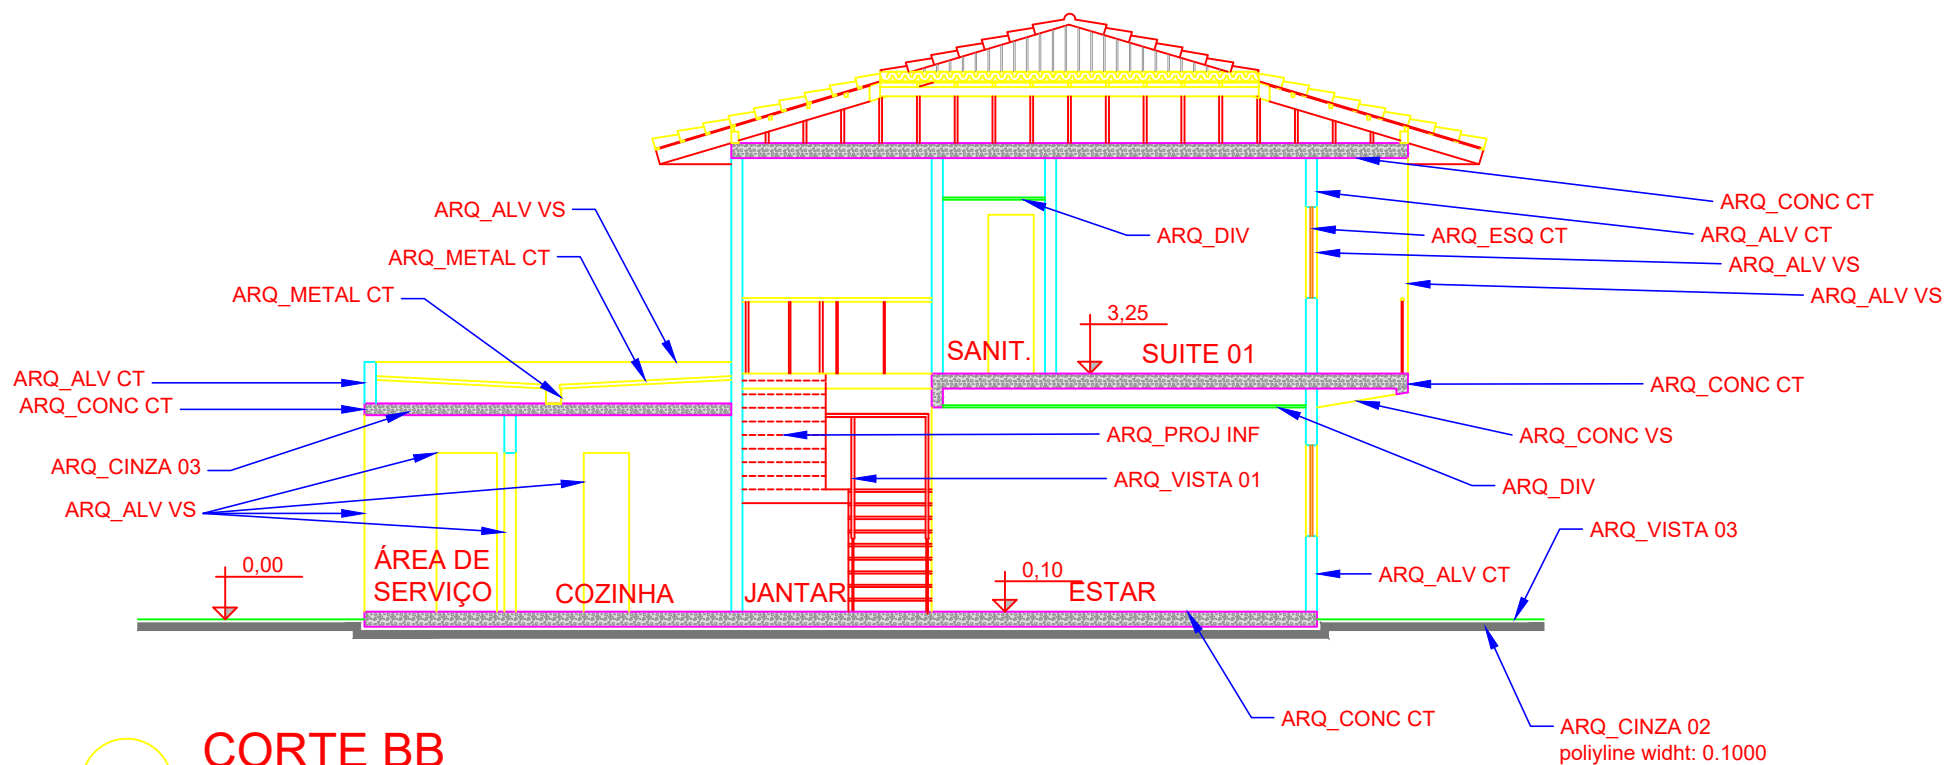 ARQ_CONC CT
ARQ_ALV VS
ARQ_DIV
ARQ_ESQ CT
ARQ_ALV CT
ARQ_METAL CT
ARQ_ALV VS
ARQ_METAL CT
ARQ_ALV VS
3,25
SANIT.
SUITE 01
ARQ_ALV CT
ARQ_CONC CT
ARQ_CONC CT
ARQ_PROJ INF
ARQ_CONC VS
ARQ_CINZA 03
ARQ_VISTA 01
ARQ_DIV
ARQ_ALV VS
ARQ_VISTA 03
0,00
ÁREA DE
SERVIÇO
COZINHA
JANTAR
0,10
ESTAR
ARQ_ALV CT
ARQ_CONC CT
ARQ_CINZA 02
poliyline widht: 0.1000
CORTE BB